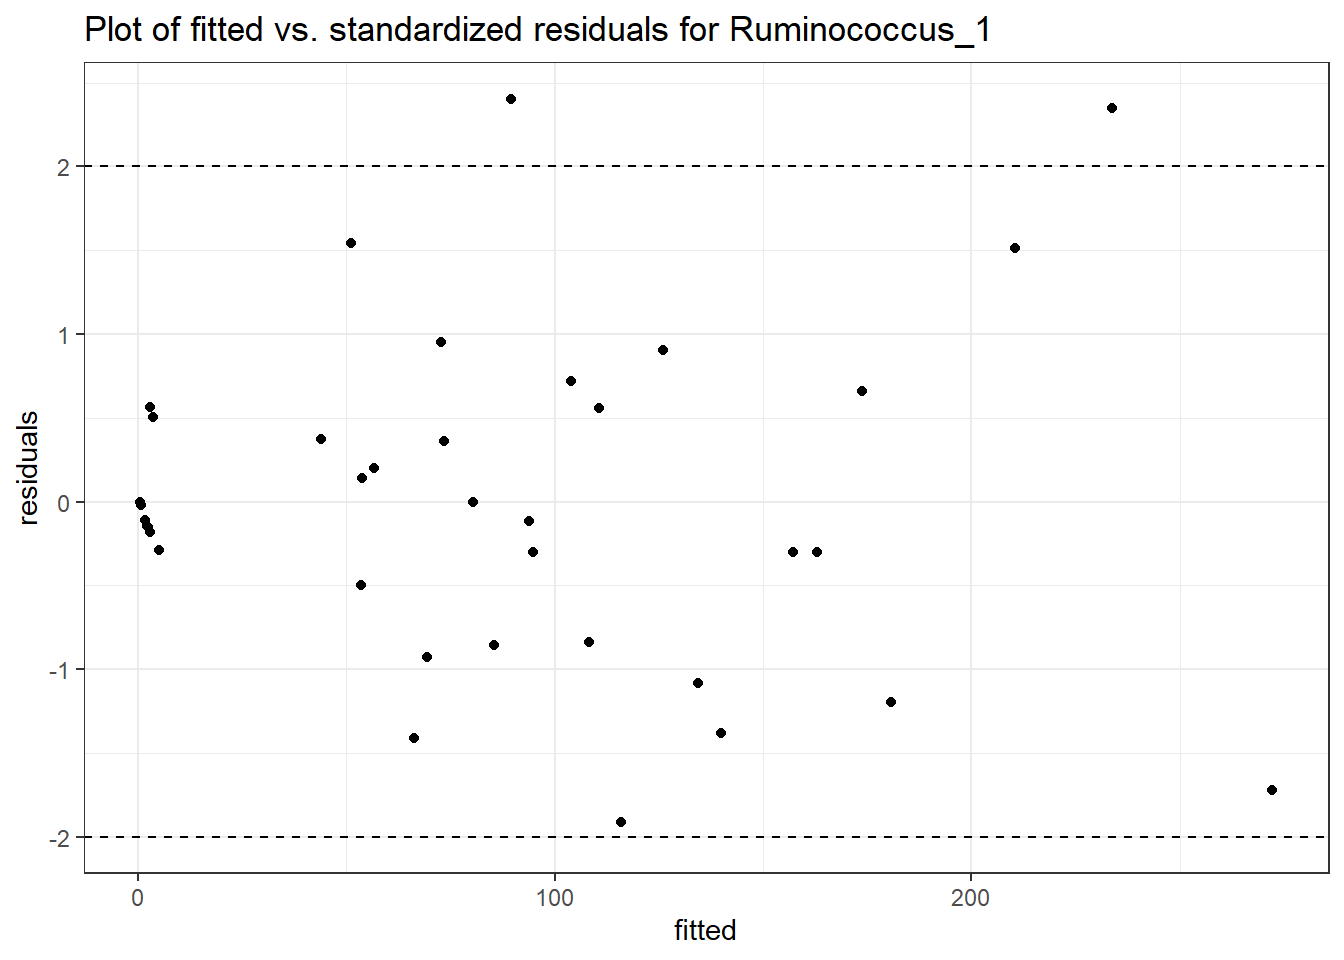 Plot of fitted vs. standardized residuals for Ruminococcus_1
2
1
0
-1
-2
residuals
0 100 200
fitted